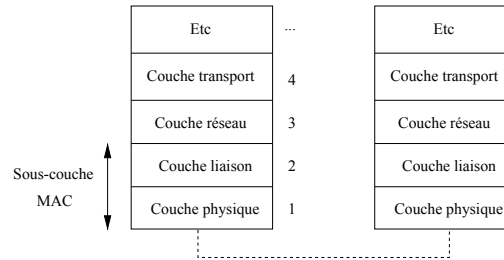 Etc ... Etc
Couche transport 4 Couche transport
Couche réseau 3 Couche réseau
Couche liaison 2 Couche liaison
Sous-couche
MAC
Couche physique 1 Couche physique